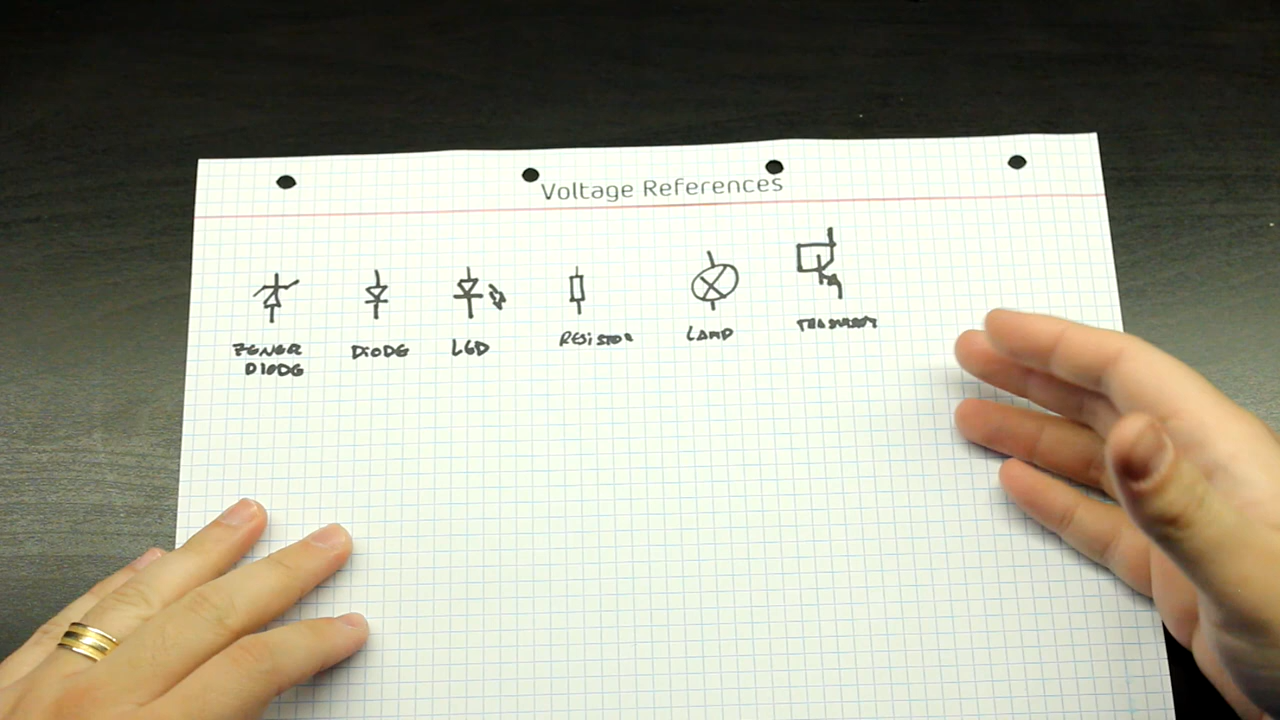 Voltage References
ZENER
DIODE
DIODE
LED
RESISTOR
LAMP